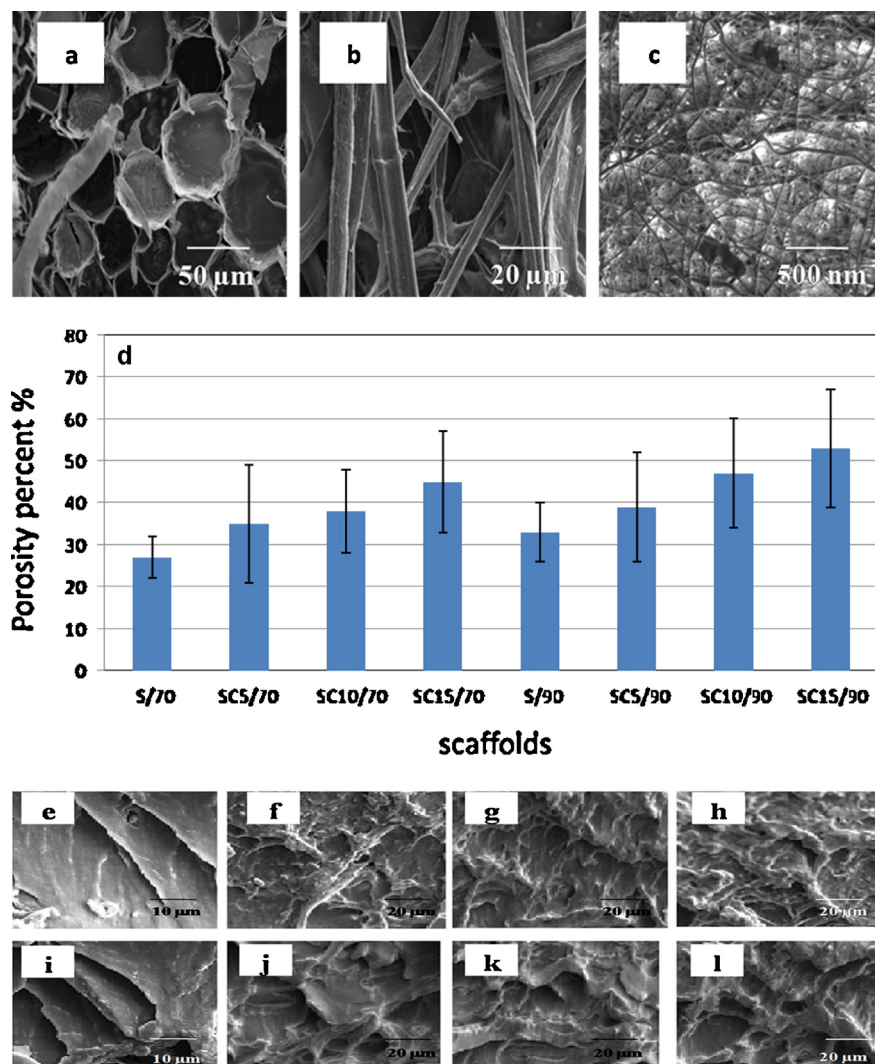 a
b
c
50 µm
20 µm
500 nm
d
Porosity percent %
80
70
60
50
40
30
20
10
0
S/70 SC5/70 SC10/70 SC15/70 S/90 SC5/90 SC10/90 SC15/90
scaffolds
e
f
g
h
10 µm
20 µm
20 µm
20 µm
i
j
k
l
10 µm
20 µm
20 µm
20 µm